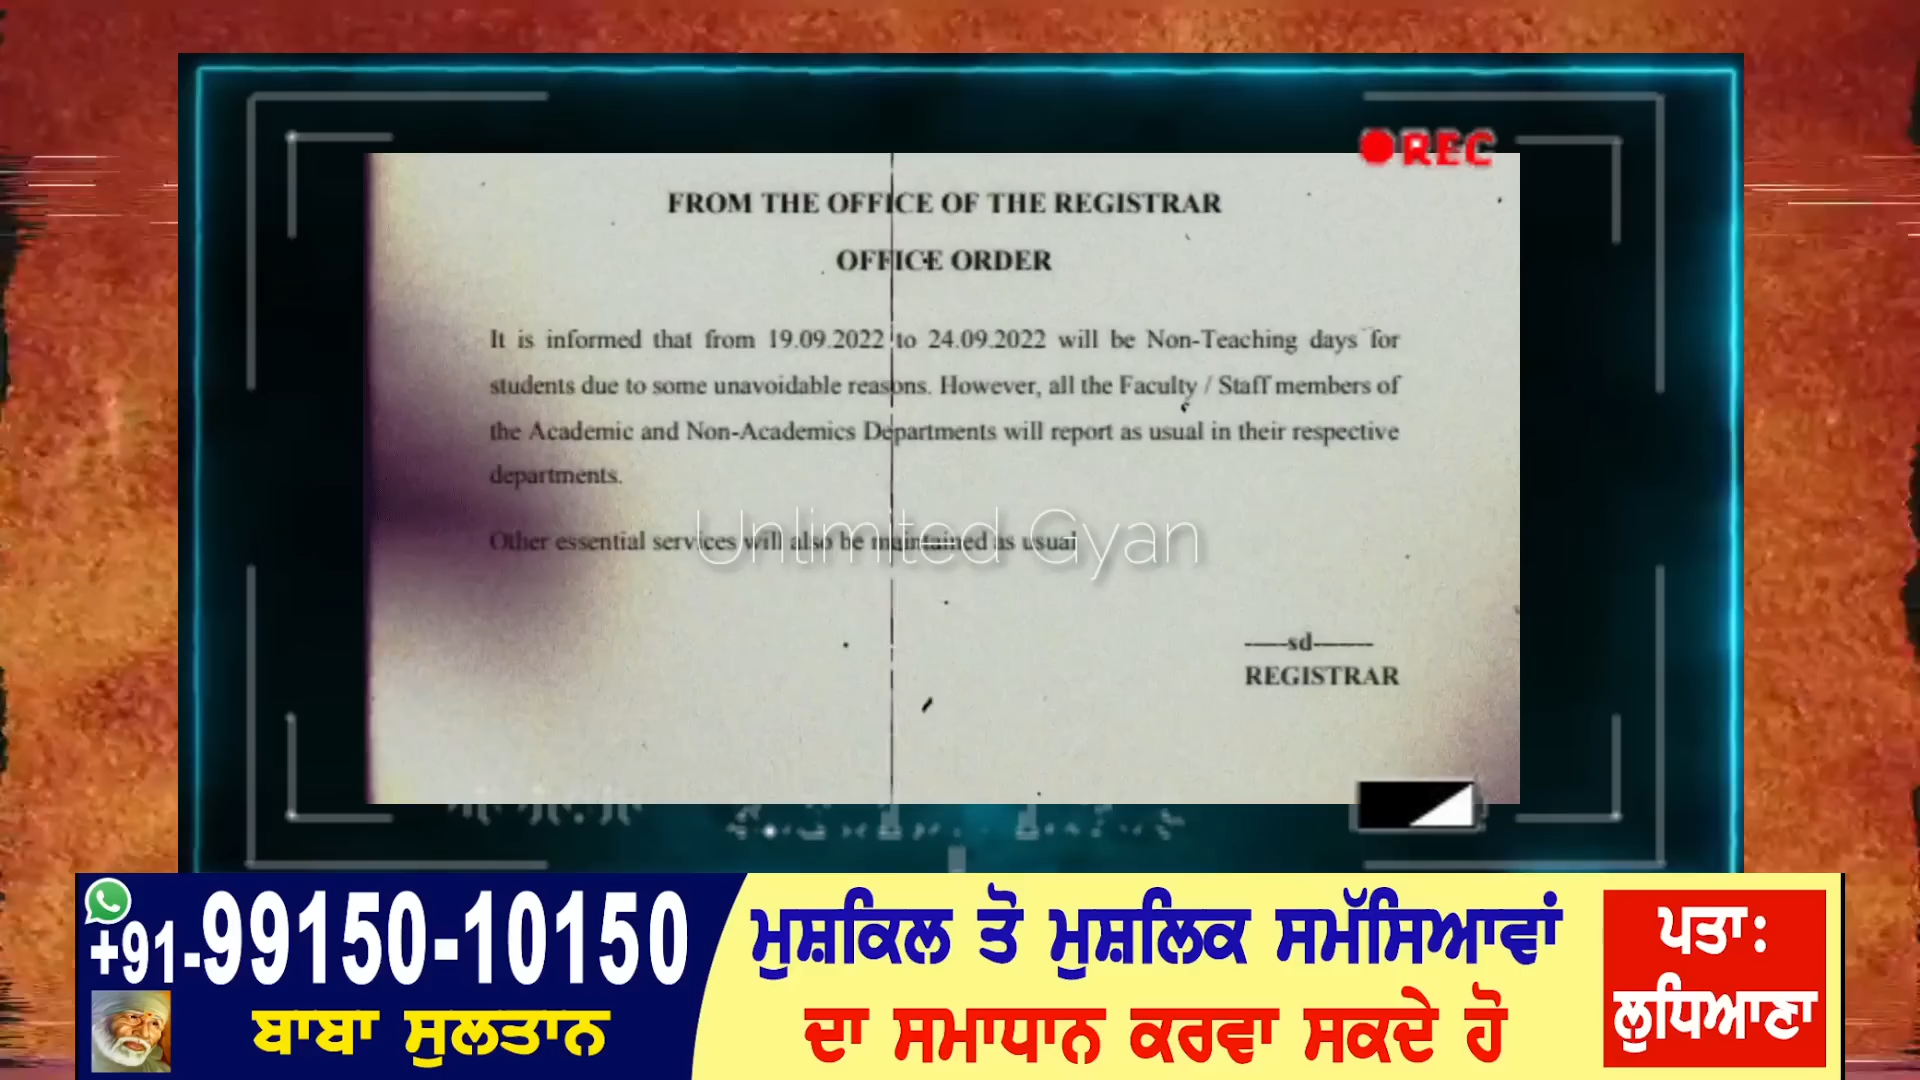 REC
FROM THE OFFICE OF THE REGISTRAR
OFFICE ORDER
It is informed that from 19.09.2022 to 24.09.2022 will be Non-Teaching days for
students due to some unavoidable reasons. However, all the Faculty / Staff members of
the Academic and Non-Academics Departments will report as usual in their respective
departments.
Other essential services will also be maintained as usual
Unlimited Gyan
-----sd-------
REGISTRAR
+91-99150-10150
ਬਾਬਾ ਸੁਲਤਾਨ
ਮੁਸ਼ਕਿਲ ਤੋ ਮੁਸ਼ਲਿਕ ਸਮੱਸਿਆਵਾਂ
ਦਾ ਸਮਾਧਾਨ ਕਰਵਾ ਸਕਦੇ ਹੋ
ਪਤਾ:
ਲੁਧਿਆਣਾ